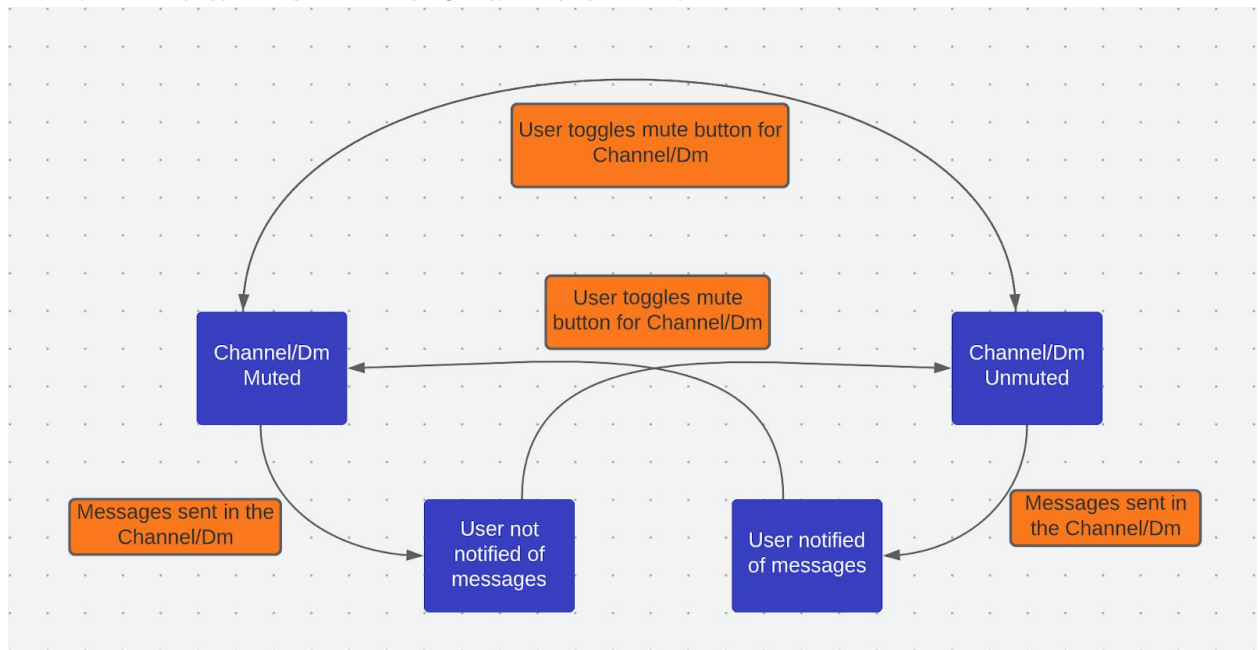 User toggles mute button for
Channel/Dm
User toggles mute
button for Channel/Dm
Channel/Dm
Muted
Channel/Dm
Unmuted
Messages sent in the
Channel/Dm
User not
notified of
messages
User notified
of messages
Messages sent in
the Channel/Dm